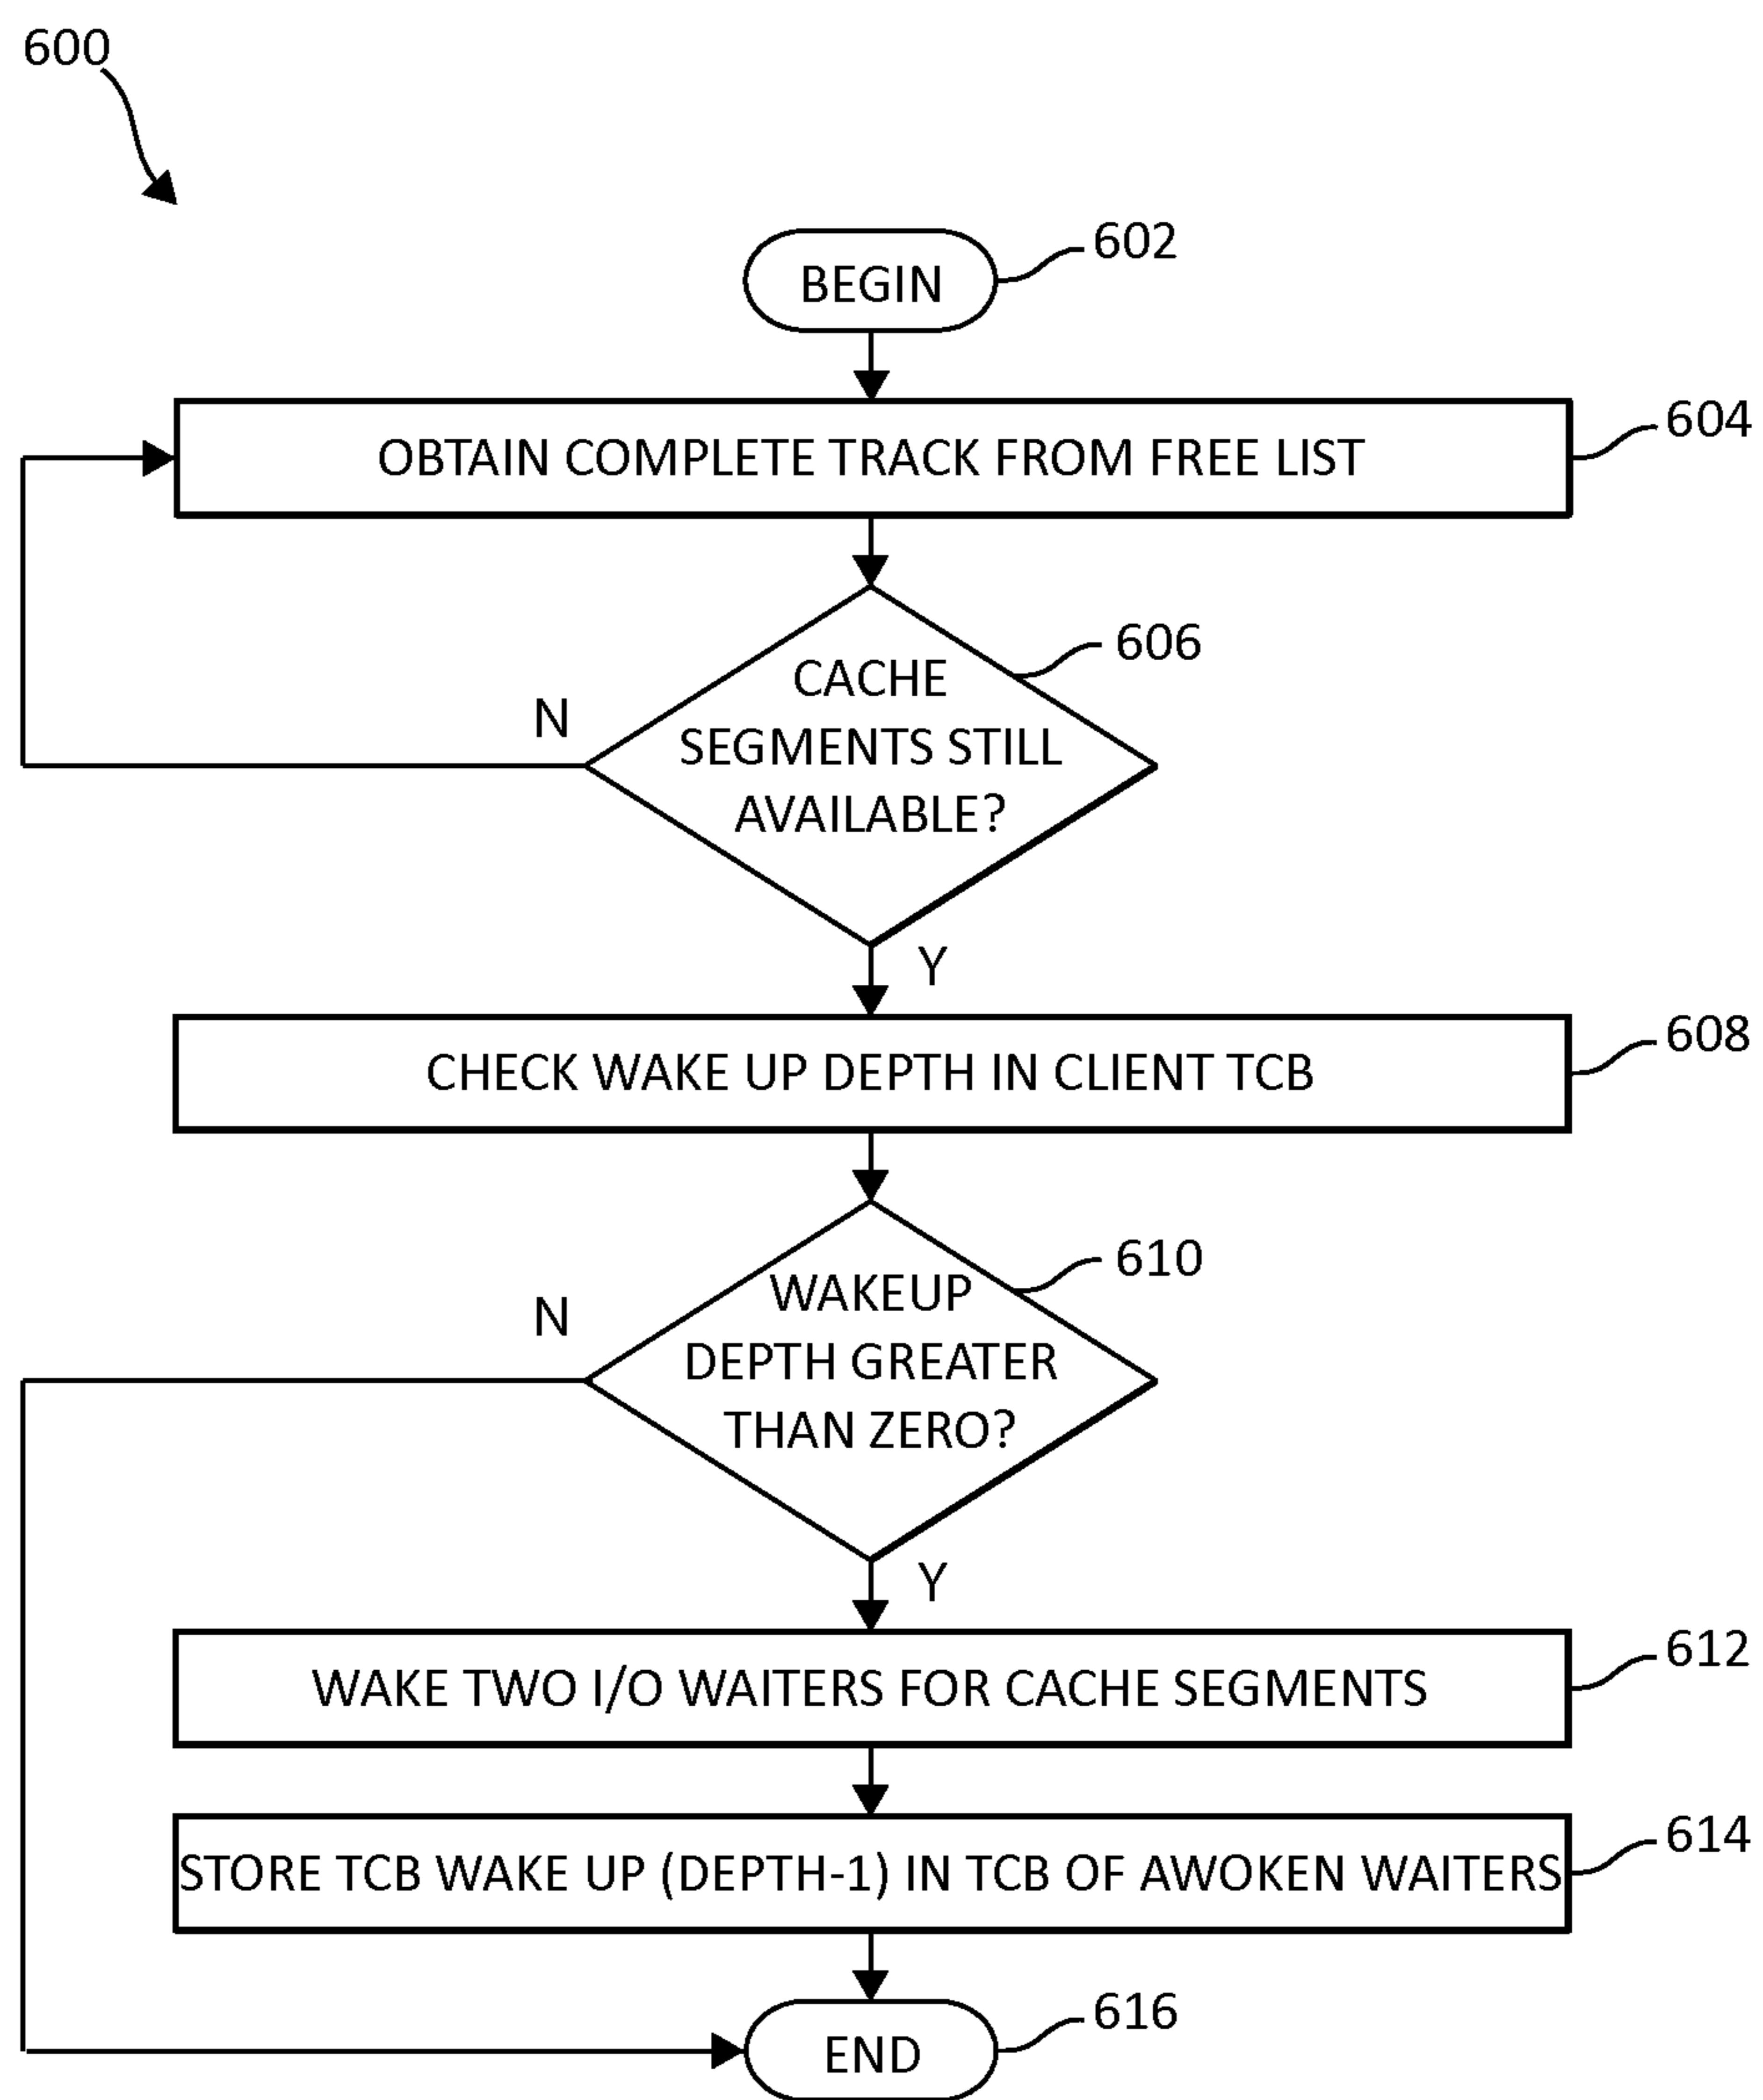 600
BEGIN
602
OBTAIN COMPLETE TRACK FROM FREE LIST
604
CACHE
SEGMENTS STILL
AVAILABLE?
606
N
Y
CHECK WAKE UP DEPTH IN CLIENT TCB
608
WAKEUP
DEPTH GREATER
THAN ZERO?
610
N
Y
WAKE TWO I/O WAITERS FOR CACHE SEGMENTS
612
STORE TCB WAKE UP (DEPTH-1) IN TCB OF AWOKEN WAITERS
614
END
616